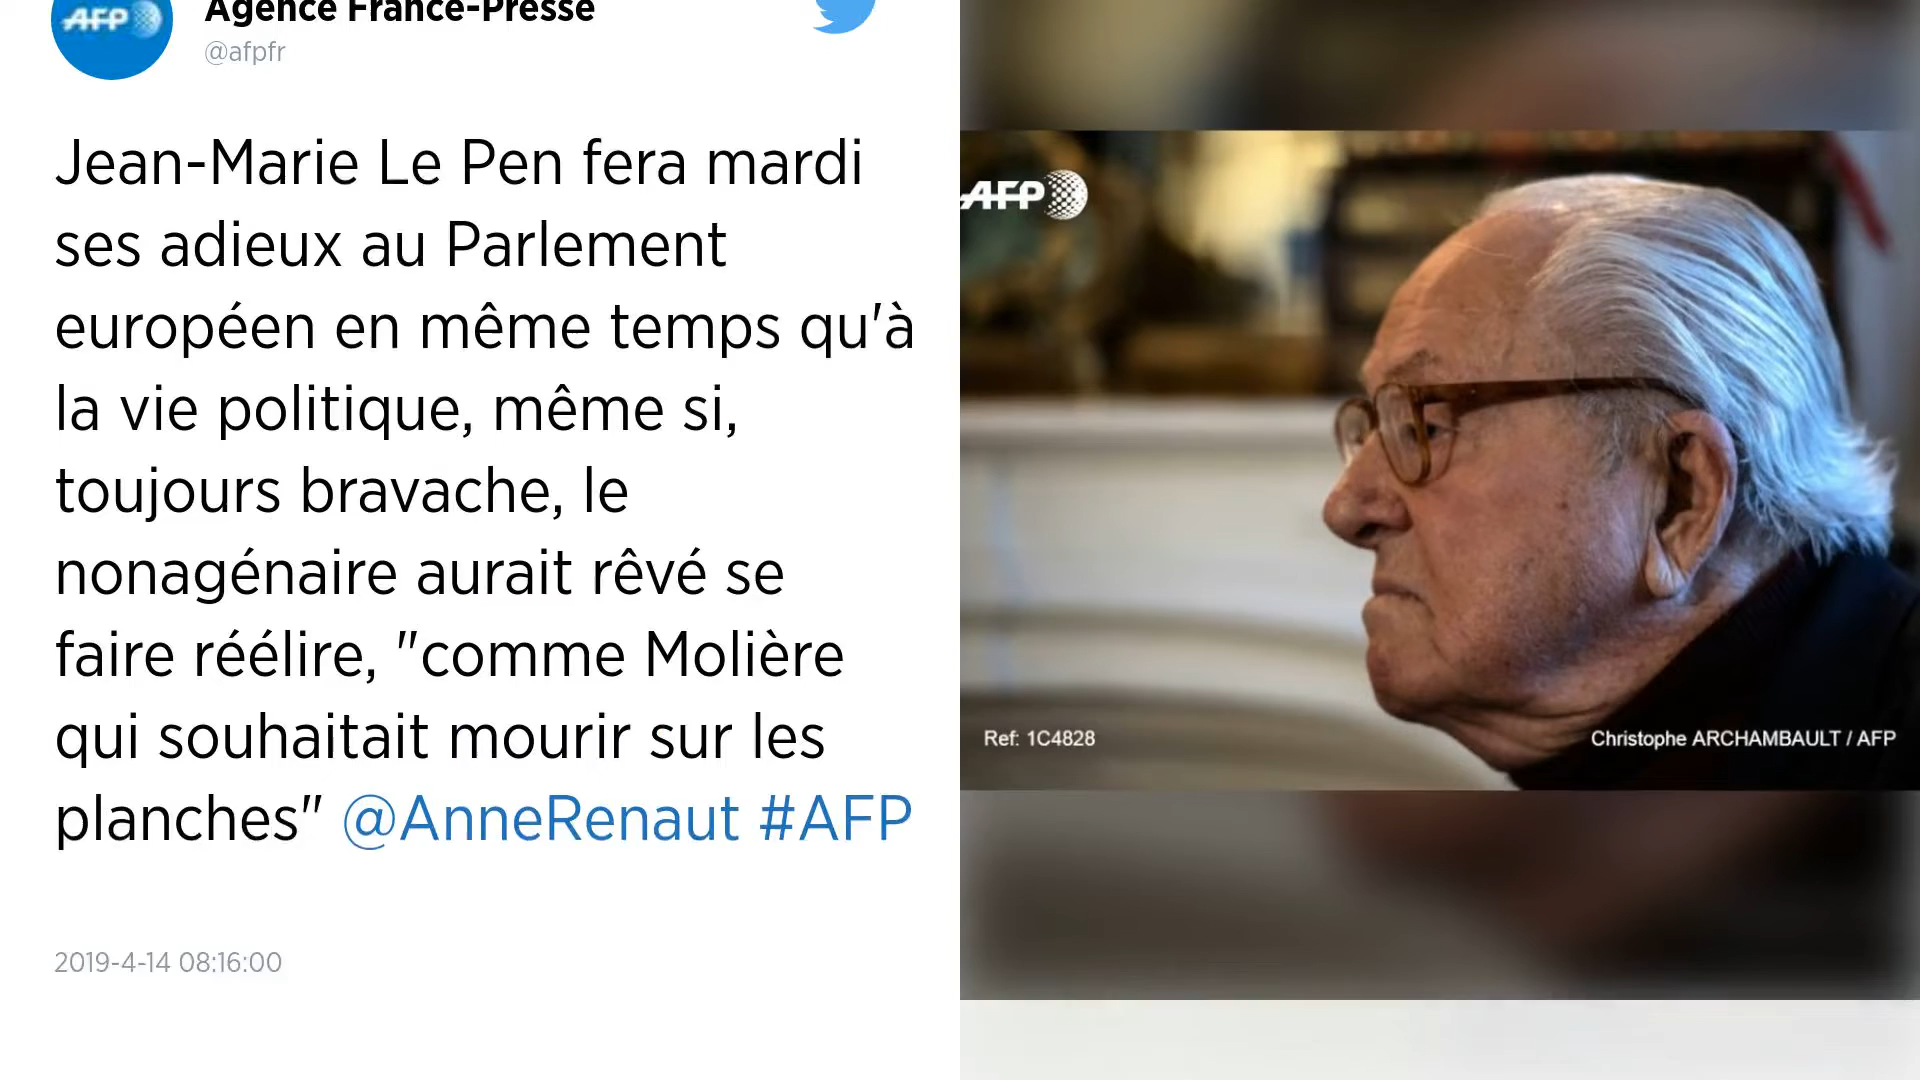 AFP
Agence France-Presse
@afpfr
Jean-Marie Le Pen fera mardi
ses adieux au Parlement
européen en même temps qu'à
la vie politique, même si,
toujours bravache, le
nonagénaire aurait rêvé se
faire réélire, "comme Molière
qui souhaitait mourir sur les
planches" @AnneRenaut #AFP
2019-4-14 08:16:00
AFP
Ref: 1C4828
Christophe ARCHAMBAULT / AFP